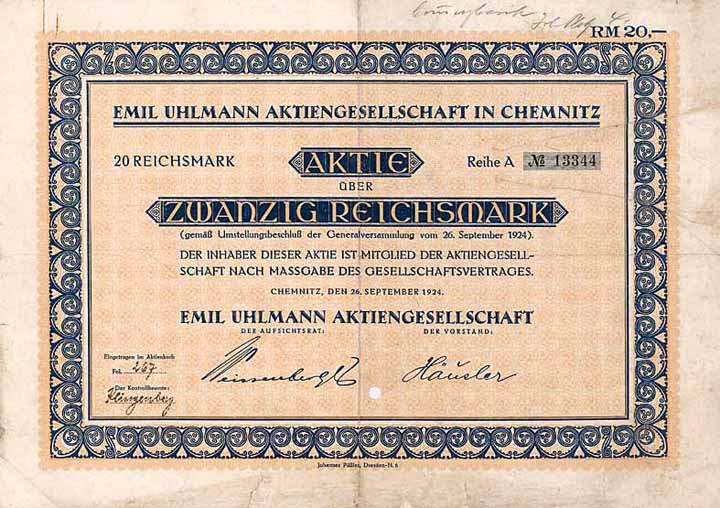 RM 20,—
EMIL UHLMANN AKTIENGESELLSCHAFT IN CHEMNITZ
20 REICHSMARK AKTIE Reihe A № 13344
ÜBER
ZWANZIG REICHSMARK
(gemäß Umstellungsbeschluß der Generalversammlung vom 26. September 1924).
DER INHABER DIESER AKTIE IST MITGLIED DER AKTIENGESELL-
SCHAFT NACH MASSGABE DES GESELLSCHAFTSVERTRAGES.
CHEMNITZ, DEN 26. SEPTEMBER 1924.
EMIL UHLMANN AKTIENGESELLSCHAFT
DER AUFSICHTSRAT: DER VORSTAND:
Eingetragen im Aktienbuch
Fol. 267
Der Kontrollbeamte:
Klingenberg
Häusler
Johannes Päßler, Dresden-N. 6